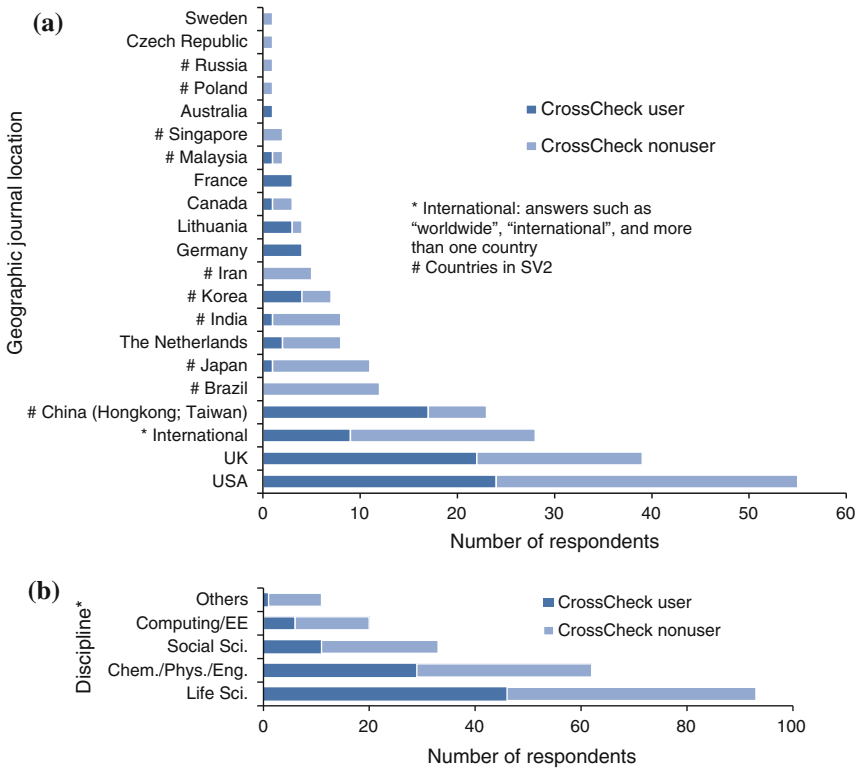 (a)
Geographic journal location
Sweden
Czech Republic
# Russia
# Poland
Australia
# Singapore
# Malaysia
France
Canada
Lithuania
Germany
# Iran
# Korea
# India
The Netherlands
# Japan
# Brazil
# China (Hongkong; Taiwan)
* International
UK
USA
CrossCheck user
CrossCheck nonuser
* International: answers such as
“worldwide”, “international”, and more
than one country
# Countries in SV2
0 10 20 30 40 50 60
Number of respondents
(b)
Discipline*
Others
Computing/EE
Social Sci.
Chem./Phys./Eng.
Life Sci.
CrossCheck user
CrossCheck nonuser
0 20 40 60 80 100
Number of respondents